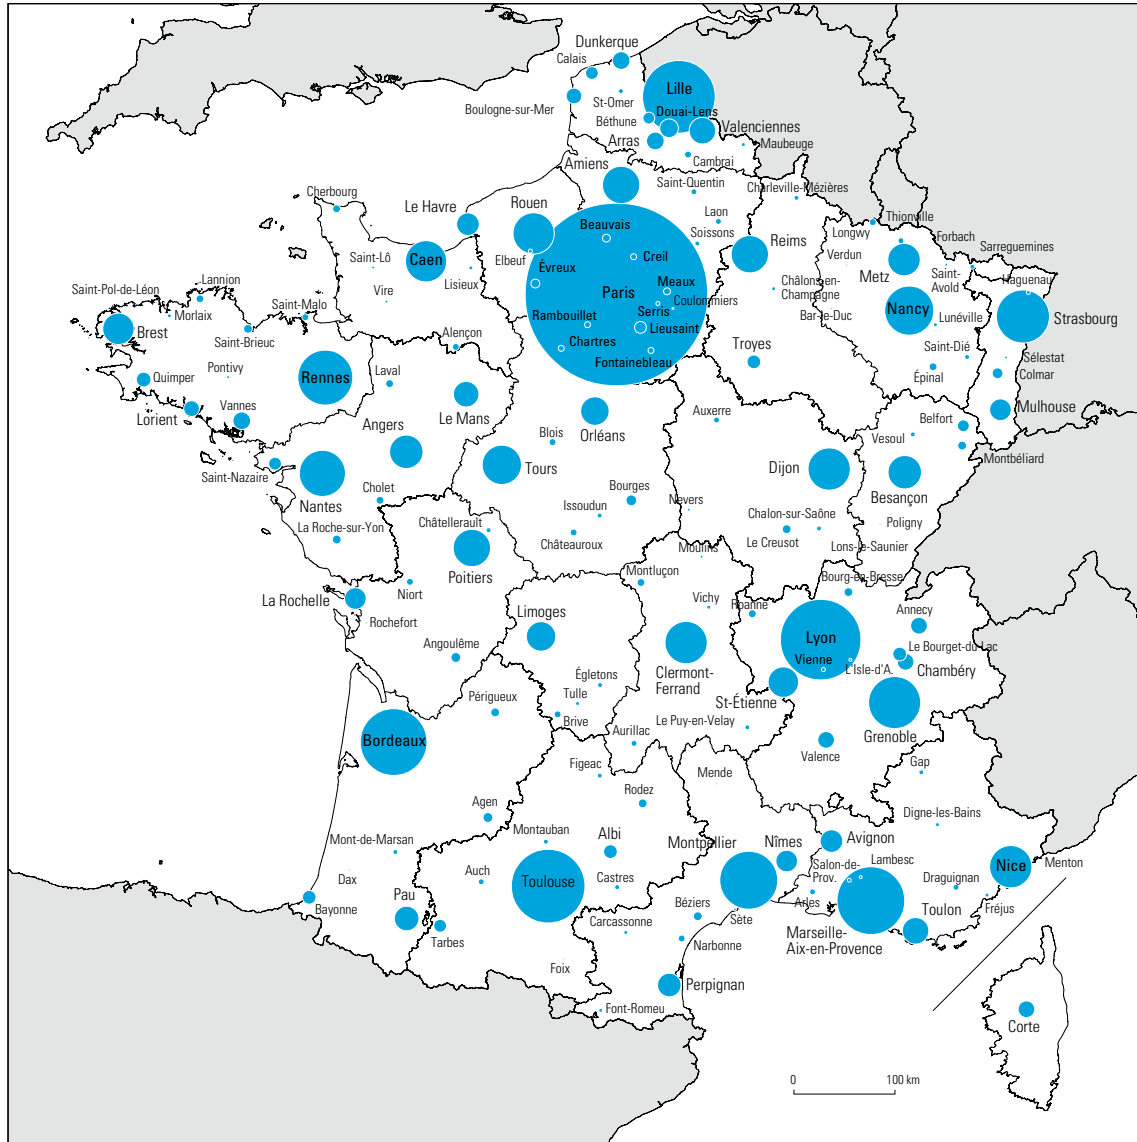 Dunkerque
Calais
Lille
Boulogne-sur-Mer
St-Omer
Béthune
Douai-Lens
Valenciennes
Arras
Maubeuge
Cambrai
Amiens
Saint-Quentin
Charleville-Mézières
Cherbourg
Le Havre
Rouen
Beauvais
Laon
Soissons
Thionville
Longwy
Forbach
Sarreguemines
Reims
Verdun
Elbeuf
Creil
Saint-Lô
Caen
Évreux
Metz
Saint-
Avold
Haguenau
Lannion
Lisieux
Meaux
Châlons-en-
Champagne
Saint-Pol-de-Léon
Vire
Paris
Coulommiers
Saint-Malo
Morlaix
Serris
Nancy
Rambouillet
Bar-le-Duc
Lunéville
Strasbourg
Brest
Lieusaint
Saint-Brieuc
Alençon
Chartres
Troyes
Saint-Dié
Fontainebleau
Sélestat
Pontivy
Rennes
Laval
Épinal
Colmar
Quimper
Le Mans
Vannes
Lorient
Auxerre
Mulhouse
Orléans
Angers
Belfort
Blois
Vesoul
Montbéliard
Tours
Dijon
Saint-Nazaire
Besançon
Nantes
Cholet
Bourges
Nevers
Issoudun
Chalon-sur-Saône
La Roche-sur-Yon
Châtellerault
Poligny
Le Creusot
Châteauroux
Lons-le-Saunier
Moulins
Poitiers
Montluçon
Bourg-en-Bresse
Niort
La Rochelle
Vichy
Roanne
Annecy
Limoges
Rochefort
Lyon
Le Bourget-du-Lac
Angoulême
Vienne
L'Isle-d'A.
Chambéry
Clermont-
Ferrand
Égletons
St-Étienne
Tulle
Périgueux
Le Puy-en-Velay
Brive
Aurillac
Grenoble
Bordeaux
Valence
Gap
Figeac
Mende
Rodez
Agen
Digne-les-Bains
Montauban
Albi
Montpellier
Nîmes
Avignon
Mont-de-Marsan
Salon-de-
Prov.
Lambesc
Nice
Menton
Dax
Auch
Toulouse
Castres
Draguignan
Bayonne
Pau
Béziers
Arles
Fréjus
Carcassonne
Sète
Toulon
Tarbes
Narbonne
Marseille-
Aix-en-Provence
Foix
Perpignan
Font-Romeu
Corte
0
100 km